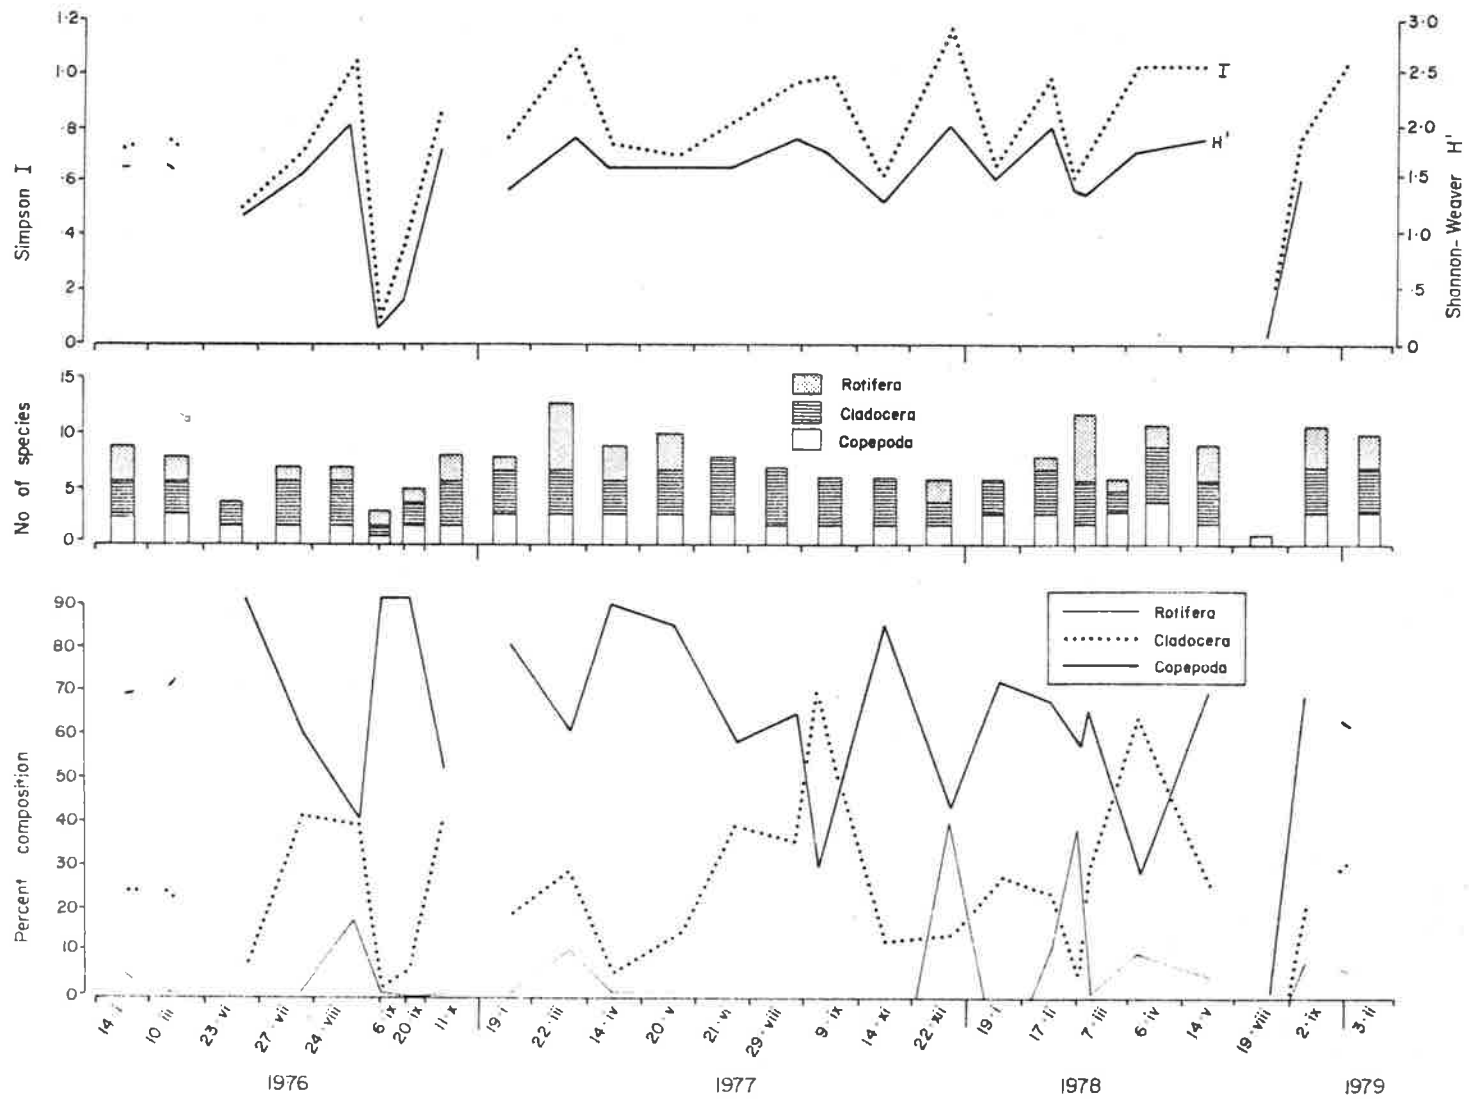 1·2
1·0
·8
·6
·4
2
0
Simpson I
3·0
2·5
2·0
1·5
1·0
·5
0
Shannon-Weaver H'
I
H'
15
10
5
0
No of species
Rotifera
Cladocera
Copepoda
90
80
70
60
50
40
30
20
10
0
Percent composition
Rotifera
Cladocera
Copepoda
14·i 10·iii 23·vi 27·vii 24·viii 6·ix 20·ix 11·x 19·i 22·iii 14·iv 20·v 21·vi 29·viii 9·ix 14·xi 22·xii 19·i 17·ii 7·iii 6·iv 14·v 19·viii 2·ix 3·ii
1976 1977 1978 1979